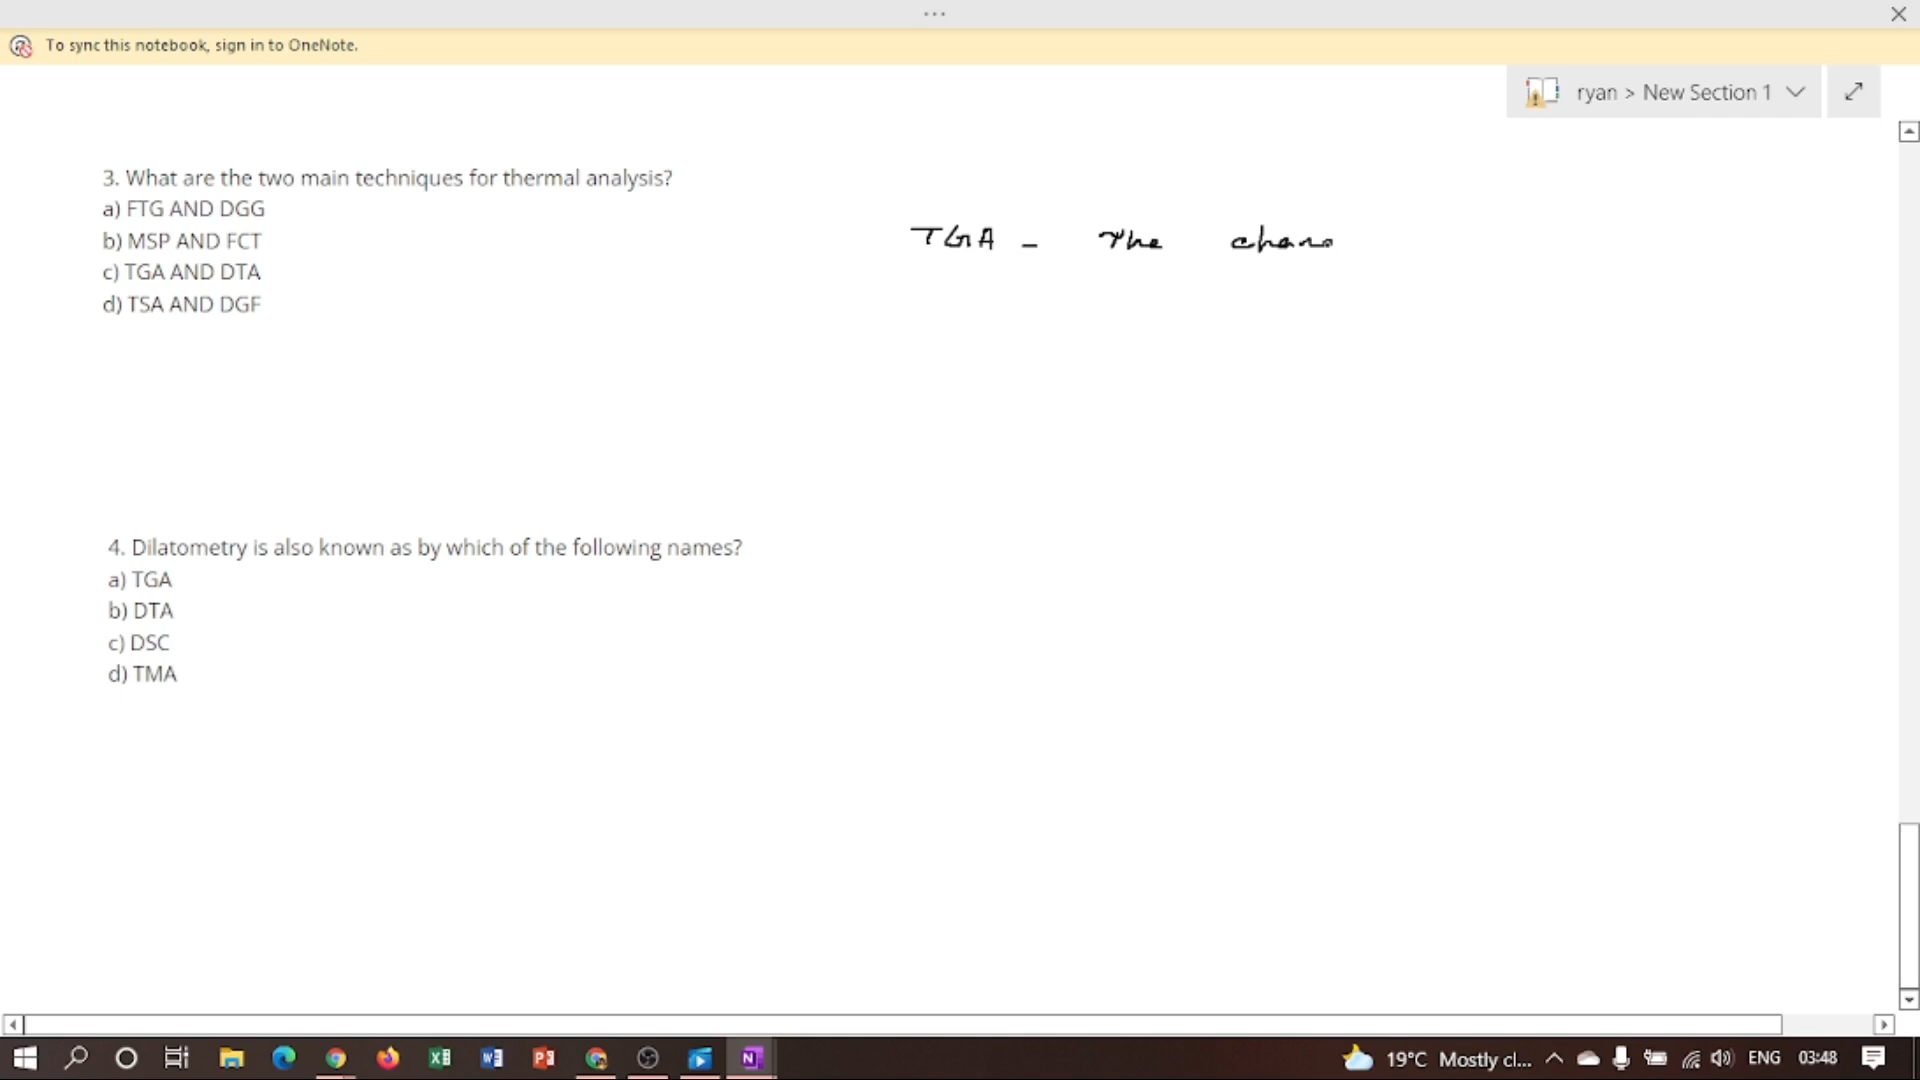 To sync this notebook, sign in to OneNote.
ryan > New Section 1
3. What are the two main techniques for thermal analysis?
a) FTG AND DGG
b) MSP AND FCT
c) TGA AND DTA
d) TSA AND DGF
TGA - The chan
4. Dilatometry is also known as by which of the following names?
a) TGA
b) DTA
c) DSC
d) TMA
19°C Mostly cl... ENG 03:48